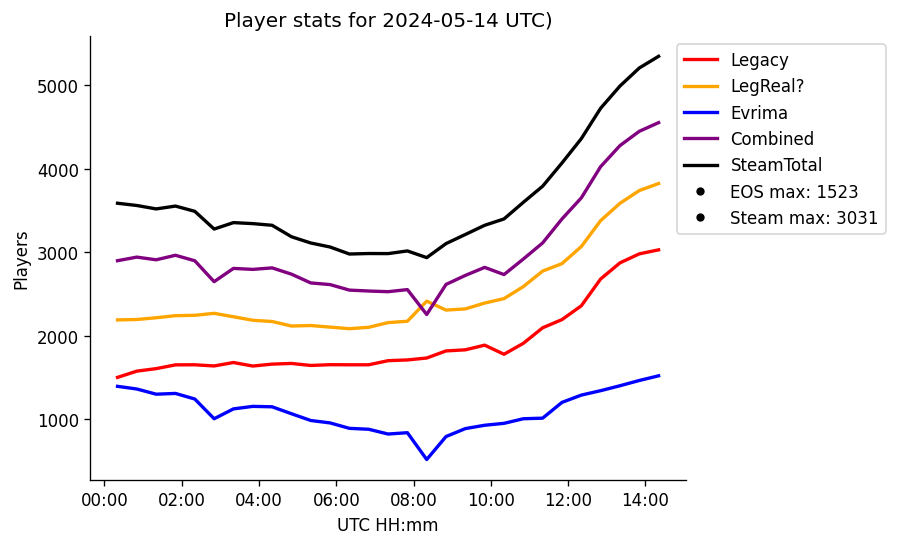 Player stats for 2024-05-14 UTC)
Players
5000
4000
3000
2000
1000
00:00 02:00 04:00 06:00 08:00 10:00 12:00 14:00
UTC HH:mm
Legacy
LegReal?
Evrima
Combined
SteamTotal
EOS max: 1523
Steam max: 3031